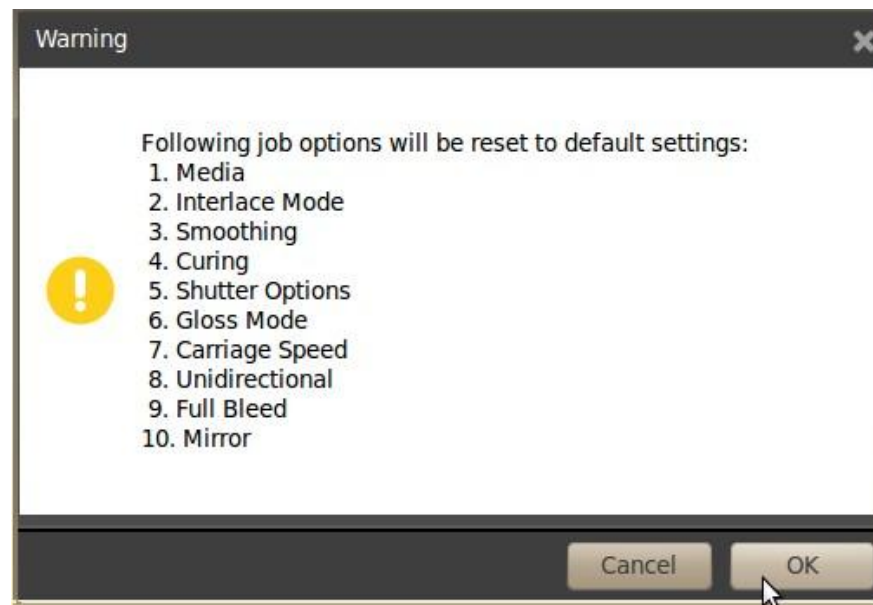 Warning
Following job options will be reset to default settings:
1. Media
2. Interlace Mode
3. Smoothing
4. Curing
5. Shutter Options
6. Gloss Mode
7. Carriage Speed
8. Unidirectional
9. Full Bleed
10. Mirror
Cancel OK